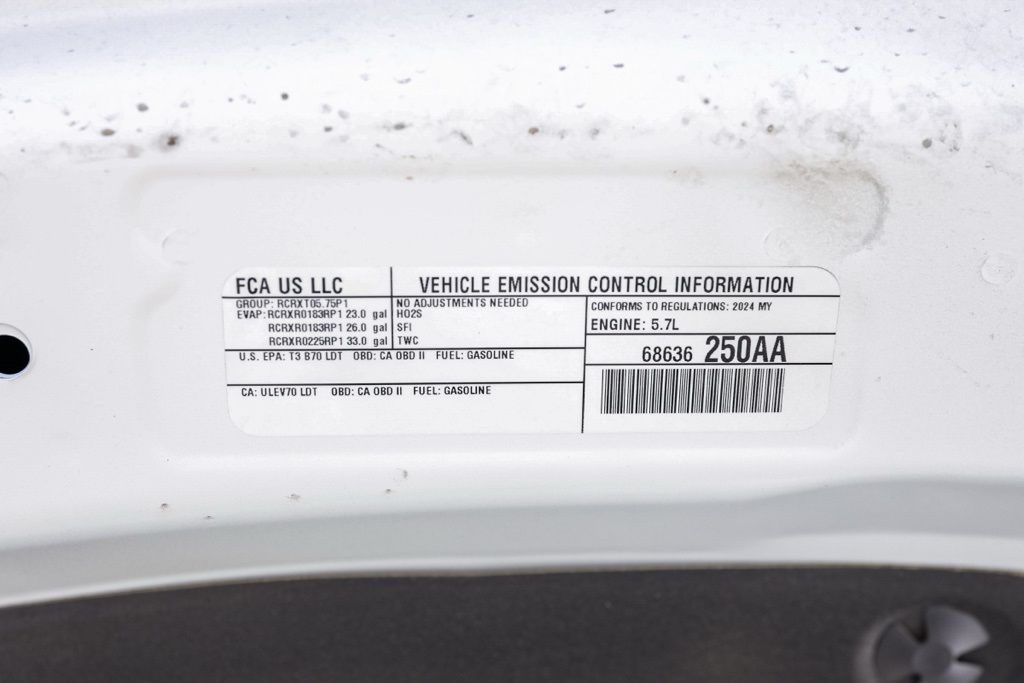 FCA US LLC
VEHICLE EMISSION CONTROL INFORMATION
GROUP: RCRXT05.75P1
EVAP: RCRXR0183RP1 23.0 gal
RCRXR0183RP1 26.0 gal
RCRXR0225RP1 33.0 gal
NO ADJUSTMENTS NEEDED
HO2S
SFI
TWC
U.S. EPA: T3 B70 LDT OBD: CA OBD II FUEL: GASOLINE
CA: ULEV70 LDT OBD: CA OBD II FUEL: GASOLINE
CONFORMS TO REGULATIONS: 2024 MY
ENGINE: 5.7L
68636 250AA